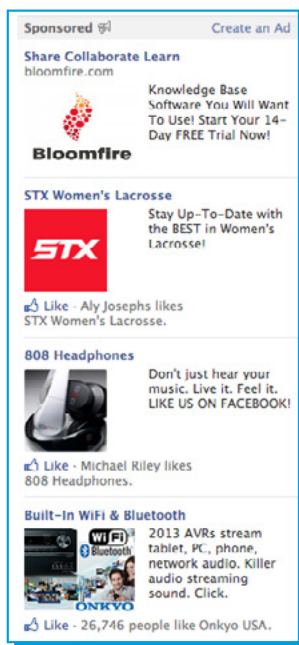 Sponsored Create an Ad
Share Collaborate Learn
bloomfire.com
Knowledge Base
Software You Will Want
To Use! Start Your 14-
Day FREE Trial Now!
Bloomfire
STX Women's Lacrosse
Stay Up-To-Date with
the BEST in Women's
Lacrosse!
STX
Like · Aly Josephs likes
STX Women's Lacrosse.
808 Headphones
Don't just hear your
music. Live it. Feel it.
LIKE US ON FACEBOOK!
Like · Michael Riley likes
808 Headphones.
Built-In WiFi & Bluetooth
2013 AVRs stream
tablet, PC, phone,
network audio. Killer
audio streaming
sound. Click.
WiFi
Bluetooth
ONKYO
Like · 26,746 people like Onkyo USA.